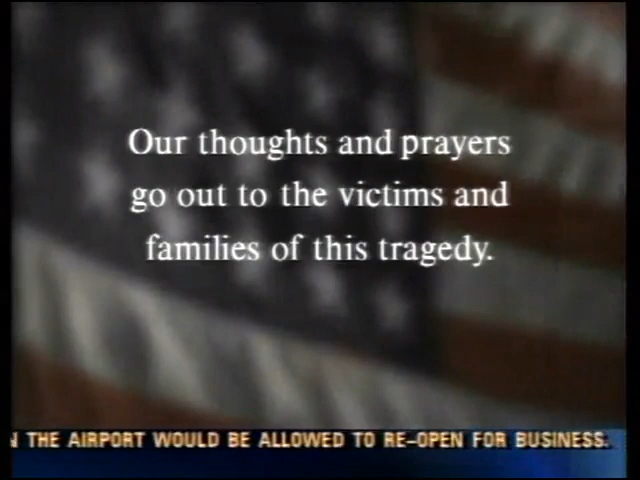 Our thoughts and prayers
go out to the victims and
families of this tragedy.
THE AIRPORT WOULD BE ALLOWED TO RE-OPEN FOR BUSINESS.